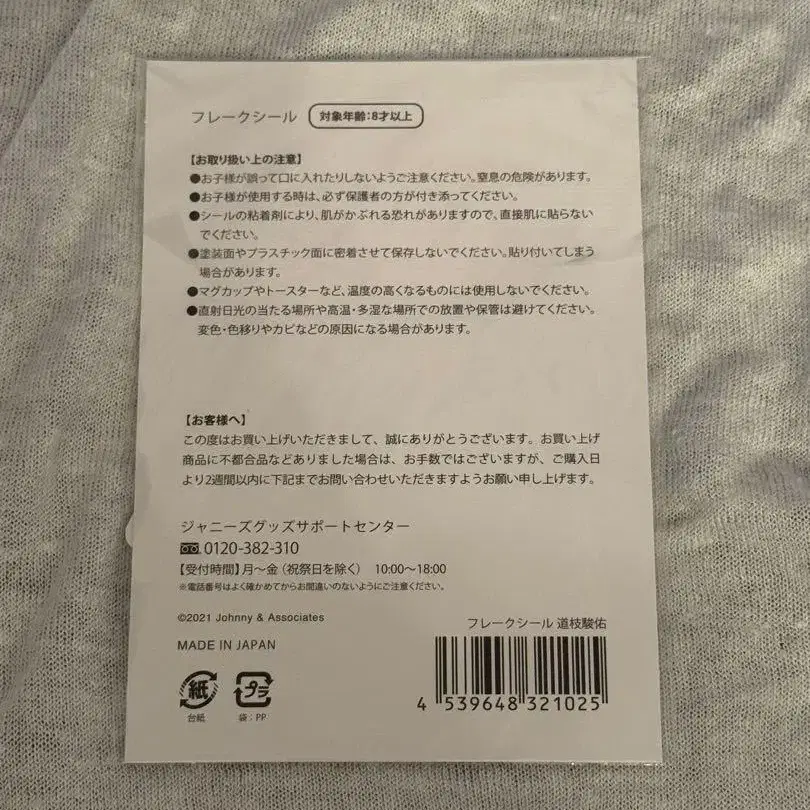 フレークシール 対象年齢:8才以上
【お取り扱い上の注意】
●お子様が誤って口に入れたりしないようご注意ください。窒息の危険があります。
●お子様が使用する時は、必ず保護者の方が付き添ってください。
●シールの粘着剤により、肌がかぶれる恐れがありますので、直接肌に貼らない
でください。
●塗装面やプラスチック面に密着させて保存しないでください。貼り付いてしまう
場合があります。
●マグカップやトースターなど、温度の高くなるものには使用しないでください。
●直射日光の当たる場所や高温・多湿な場所での放置や保管は避けてください。
変色・色移りやカビなどの原因になる場合があります。
【お客様へ】
この度はお買い上げいただきまして、誠にありがとうございます。お買い上げ
商品に不都合品などありました場合は、お手数ではございますが、ご購入日
より2週間以内に下記までお問い合わせいただきますようお願い申し上げます。
ジャニーズグッズサポートセンター
0120-382-310
【受付時間】月〜金(祝祭日を除く) 10:00〜18:00
※電話番号はよく確かめてからお間違いのないようにご注意ください。
©2021 Johnny & Associates
MADE IN JAPAN
紙 プラ
台紙 袋:PP
フレークシール 道枝駿佑
4 539648 321025